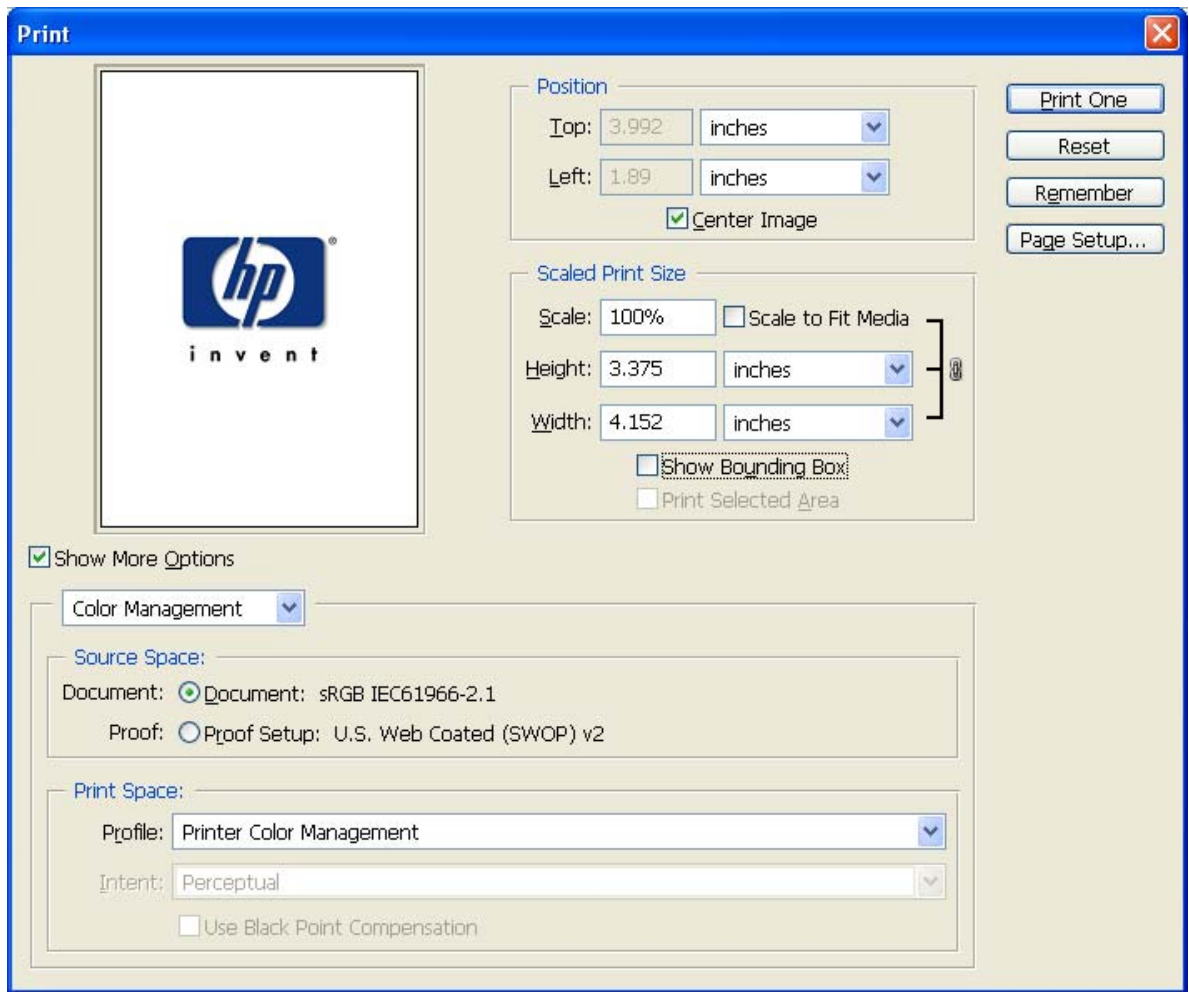 Print
hp®
invent
Position
Top: 3.992 inches
Left: 1.89 inches
Center Image
Print One
Reset
Remember
Page Setup...
Scaled Print Size
Scale: 100% Scale to Fit Media
Height: 3.375 inches
Width: 4.152 inches
Show Bounding Box
Print Selected Area
Show More Options
Color Management
Source Space:
Document: Document: sRGB IEC61966-2.1
Proof: Proof Setup: U.S. Web Coated (SWOP) v2
Print Space:
Profile: Printer Color Management
Intent: Perceptual
Use Black Point Compensation